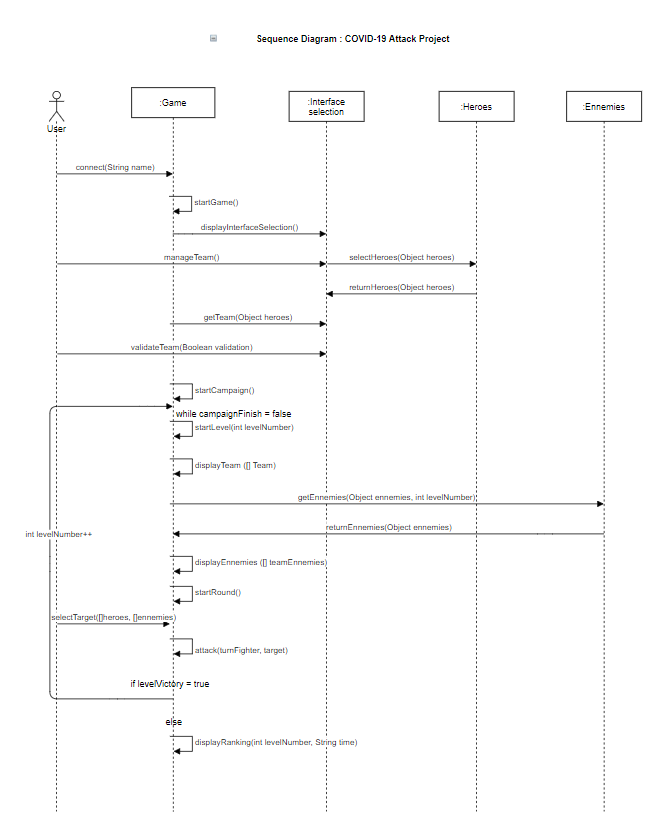 Sequence Diagram : COVID-19 Attack Project
:Game
:Interface
selection
:Heroes
:Ennemies
User
connect(String name)
startGame()
displayInterfaceSelection()
manageTeam()
selectHeroes(Object heroes)
returnHeroes(Object heroes)
getTeam(Object heroes)
validateTeam(Boolean validation)
startCampaign()
while campaignFinish = false
startLevel(int levelNumber)
displayTeam ([] Team)
getEnnemies(Object ennemies, int levelNumber)
returnEnnemies(Object ennemies)
int levelNumber++
displayEnnemies ([] teamEnnemies)
startRound()
selectTarget([]heroes, []ennemies)
attack(turnFighter, target)
if levelVictory = true
else
displayRanking(int levelNumber, String time)